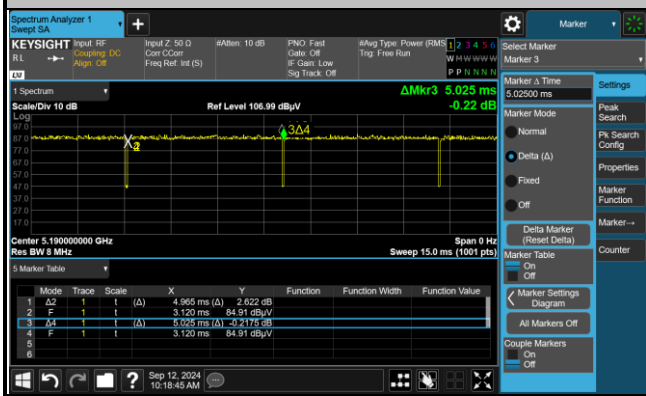 Spectrum Analyzer 1
Swept SA
+
Marker
KEYSIGHT
R L
LXI
Input: RF
Coupling: DC
Align: Off
Input Z: 50 Ω
Corr CCorr
Freq Ref: Int (S)
#Atten: 10 dB
PNO: Fast
Gate: Off
IF Gain: Low
Sig Track: Off
#Avg Type: Power (RMS
Trig: Free Run
1 2 3 4 5 6
W M W W W W
P P N N N N
Select Marker
Marker 3
1 Spectrum
Scale/Div 10 dB
Log
Ref Level 106.99 dBµV
ΔMkr3 5.025 ms
-0.22 dB
97.0
87.0
77.0
67.0
57.0
47.0
37.0
27.0
17.0
3Δ4
Center 5.190000000 GHz
Res BW 8 MHz
Span 0 Hz
Sweep 15.0 ms (1001 pts)
5 Marker Table
Mode Trace Scale X Y Function Function Width Function Value
1 Δ2 1 t (Δ) 4.965 ms (Δ) 2.622 dB
2 F 1 t 3.120 ms 84.91 dBµV
3 Δ4 1 t (Δ) 5.025 ms (Δ) -0.2175 dB
4 F 1 t 3.120 ms 84.91 dBµV
5
6
Marker Δ Time
5.02500 ms
Marker Mode
Normal
Delta (Δ)
Fixed
Off
Delta Marker
(Reset Delta)
Marker Table
On
Off
Marker Settings
Diagram
All Markers Off
Couple Markers
On
Off
Settings
Peak
Search
Pk Search
Config
Properties
Marker
Function
Marker→
Counter
?
Sep 12, 2024
10:18:45 AM